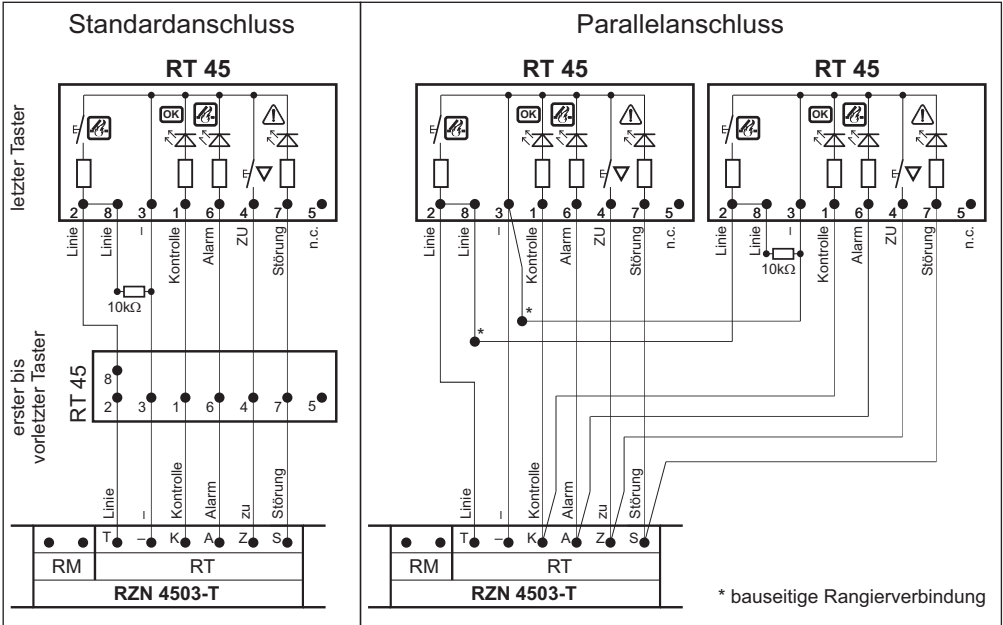 Standardanschluss
RT 45
letzter Taster
OK
2 8 3 1 6 4 7 5
Linie Linie – Kontrolle Alarm ZU Störung n.c.
10kΩ
erster bis
vorletzter Taster
RT 45
8
2 3 1 6 4 7 5
Linie – Kontrolle Alarm zu Störung
T – K A Z S
RM RT
RZN 4503-T
Parallelanschluss
RT 45
OK
2 8 3 1 6 4 7 5
Linie Linie – Kontrolle Alarm ZU Störung n.c.
RT 45
OK
2 8 3 1 6 4 7 5
Linie Linie – Kontrolle Alarm ZU Störung n.c.
10kΩ
*
*
Linie – Kontrolle Alarm zu Störung
T – K A Z S
RM RT
RZN 4503-T
* bauseitige Rangierverbindung